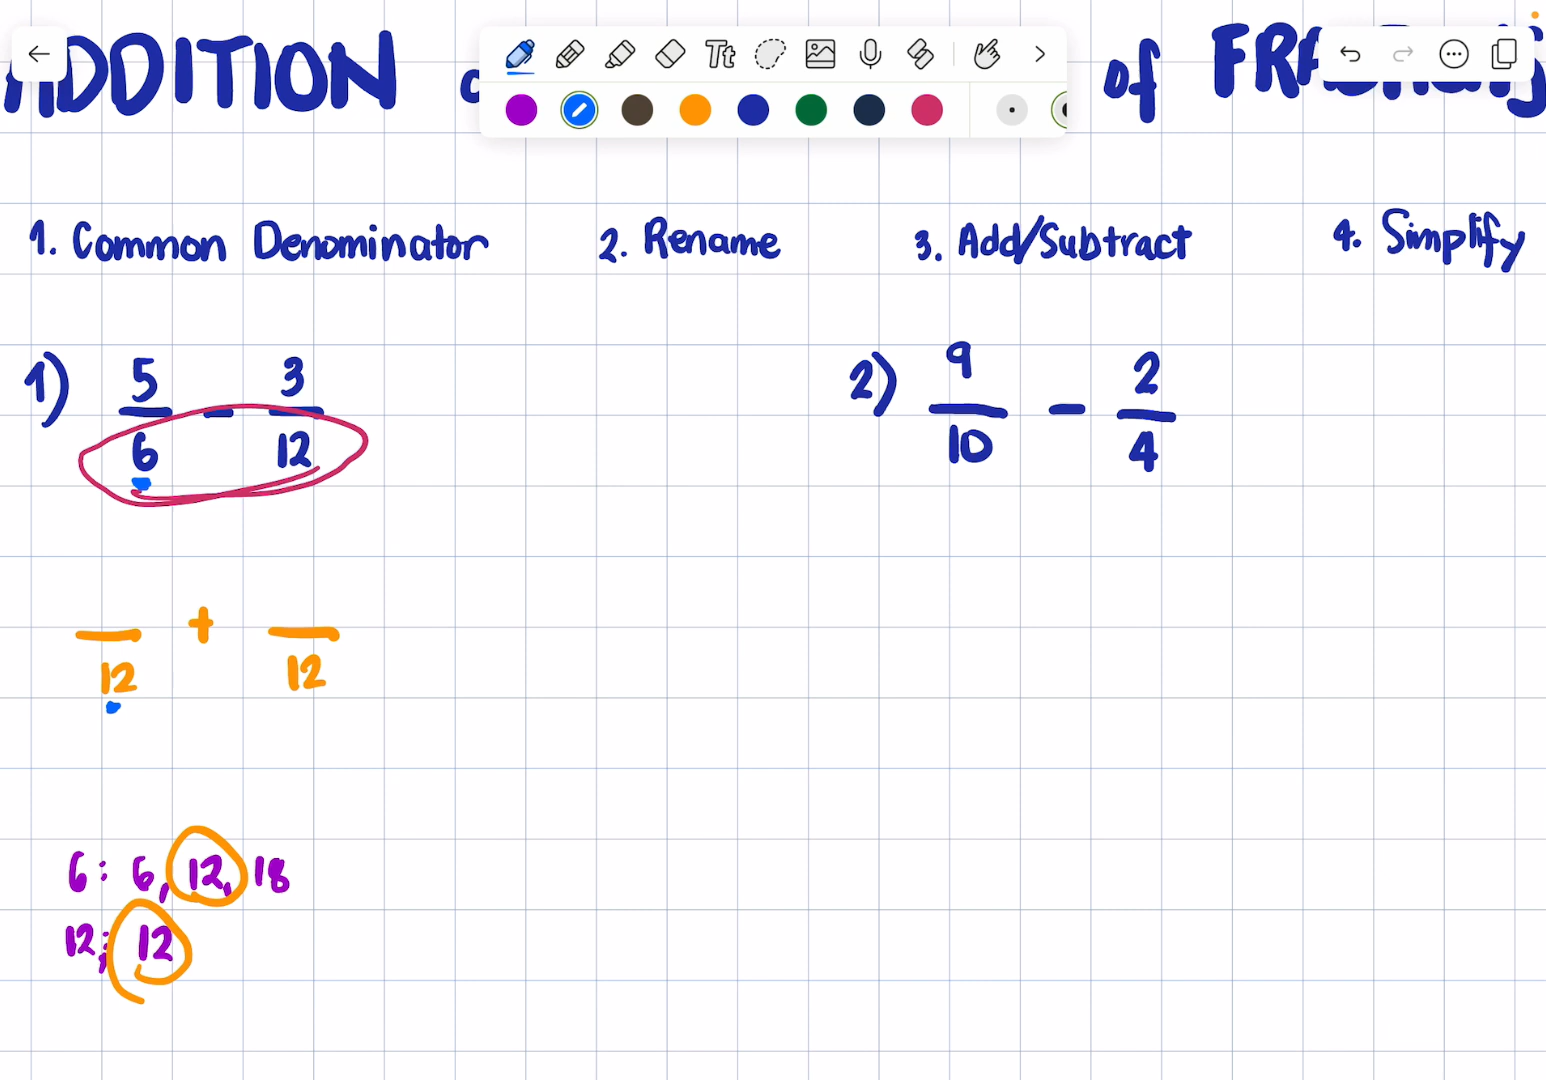 ADDITION of
Tt
1. Common Denominator 2. Rename 3. Add/Subtract 4. Simplify
1) 5/6 - 3/12 2) 9/10 - 2/4
/12 + /12
6: 6, 12, 18
12: 12